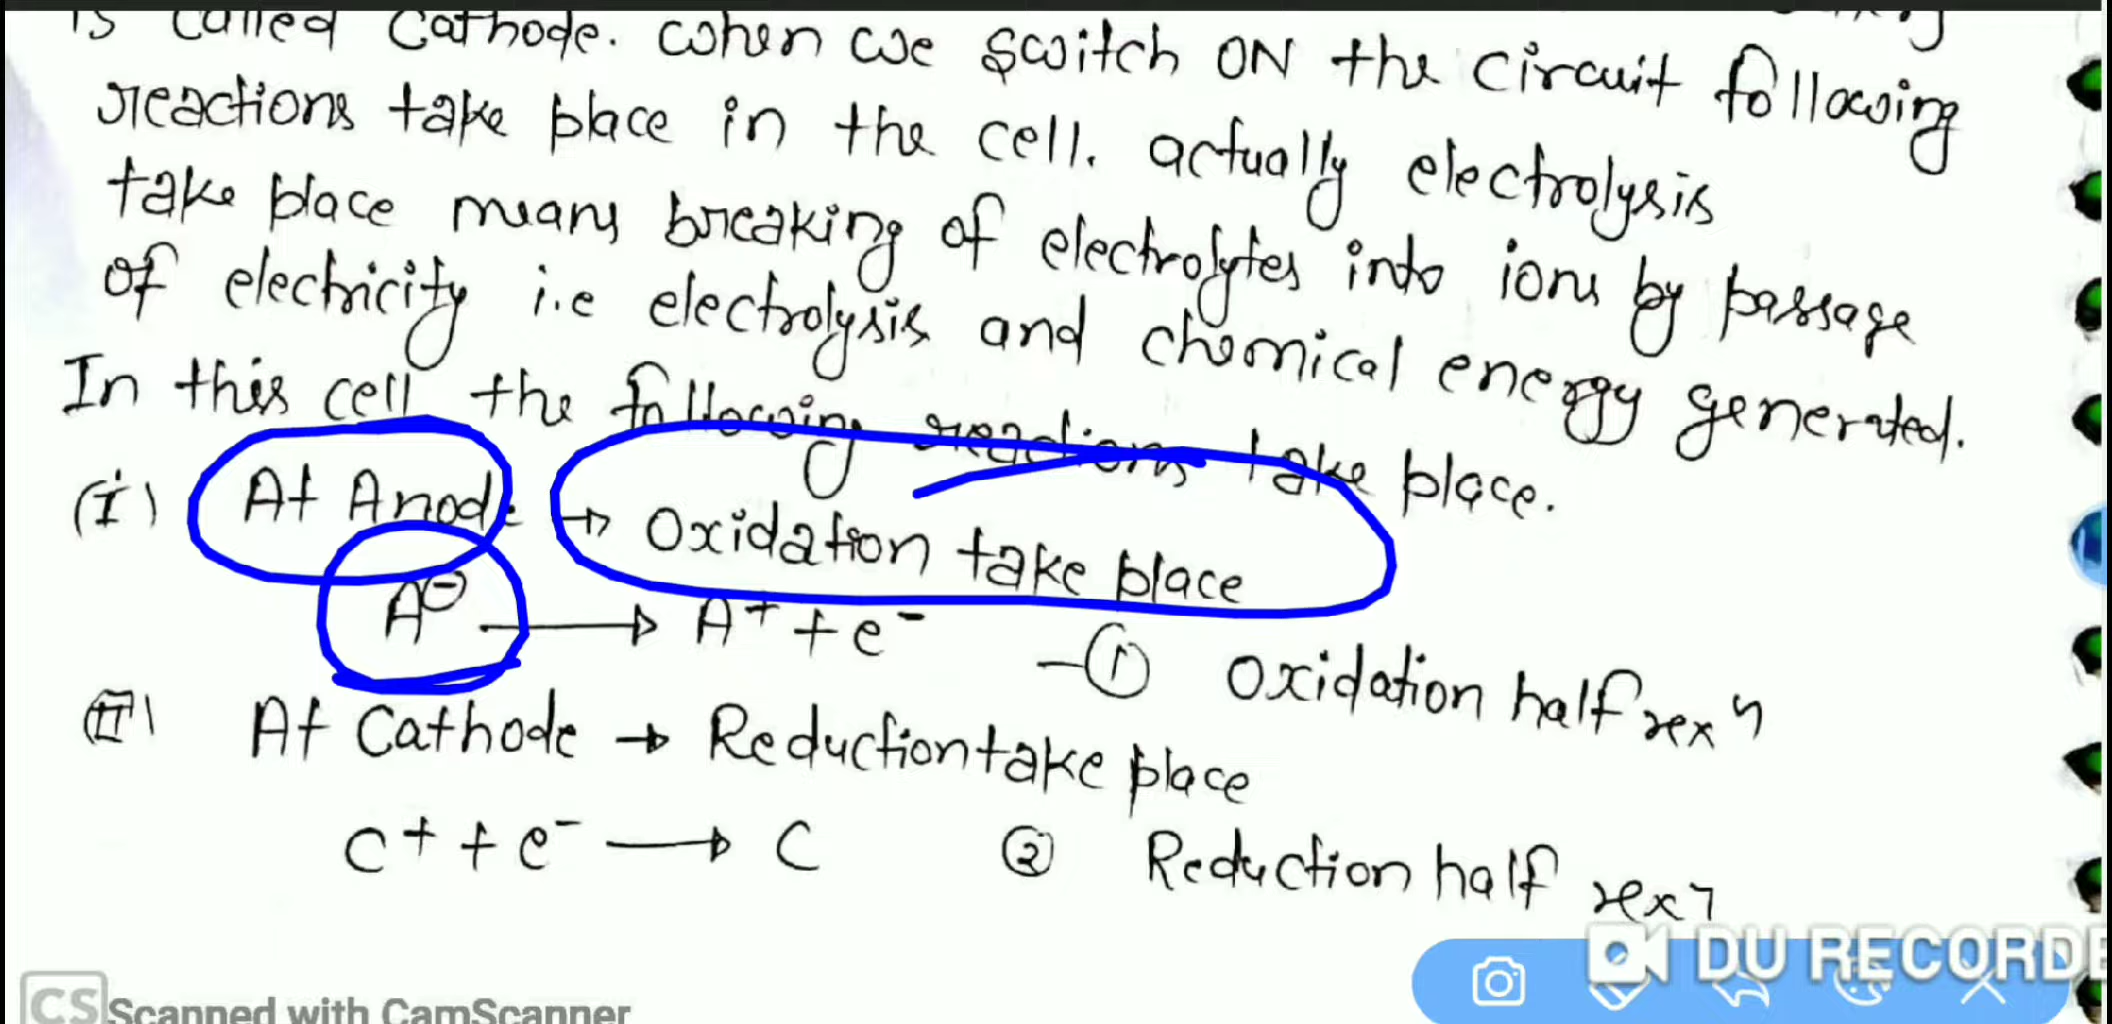 is called Cathode. when we switch ON the circuit following
reactions take place in the cell. actually electrolysis
take place means breaking of electrolytes into ions by passage
of electricity i.e electrolysis and chemical energy generated.
In this cell the following reactions take place.
(I) At Anode → Oxidation take place
A⊖ → A+ + e- -① Oxidation half rexn
(II) At Cathode → Reduction take place
C+ + e- → C ② Reduction half rexn
DU RECORDE
CS Scanned with CamScanner